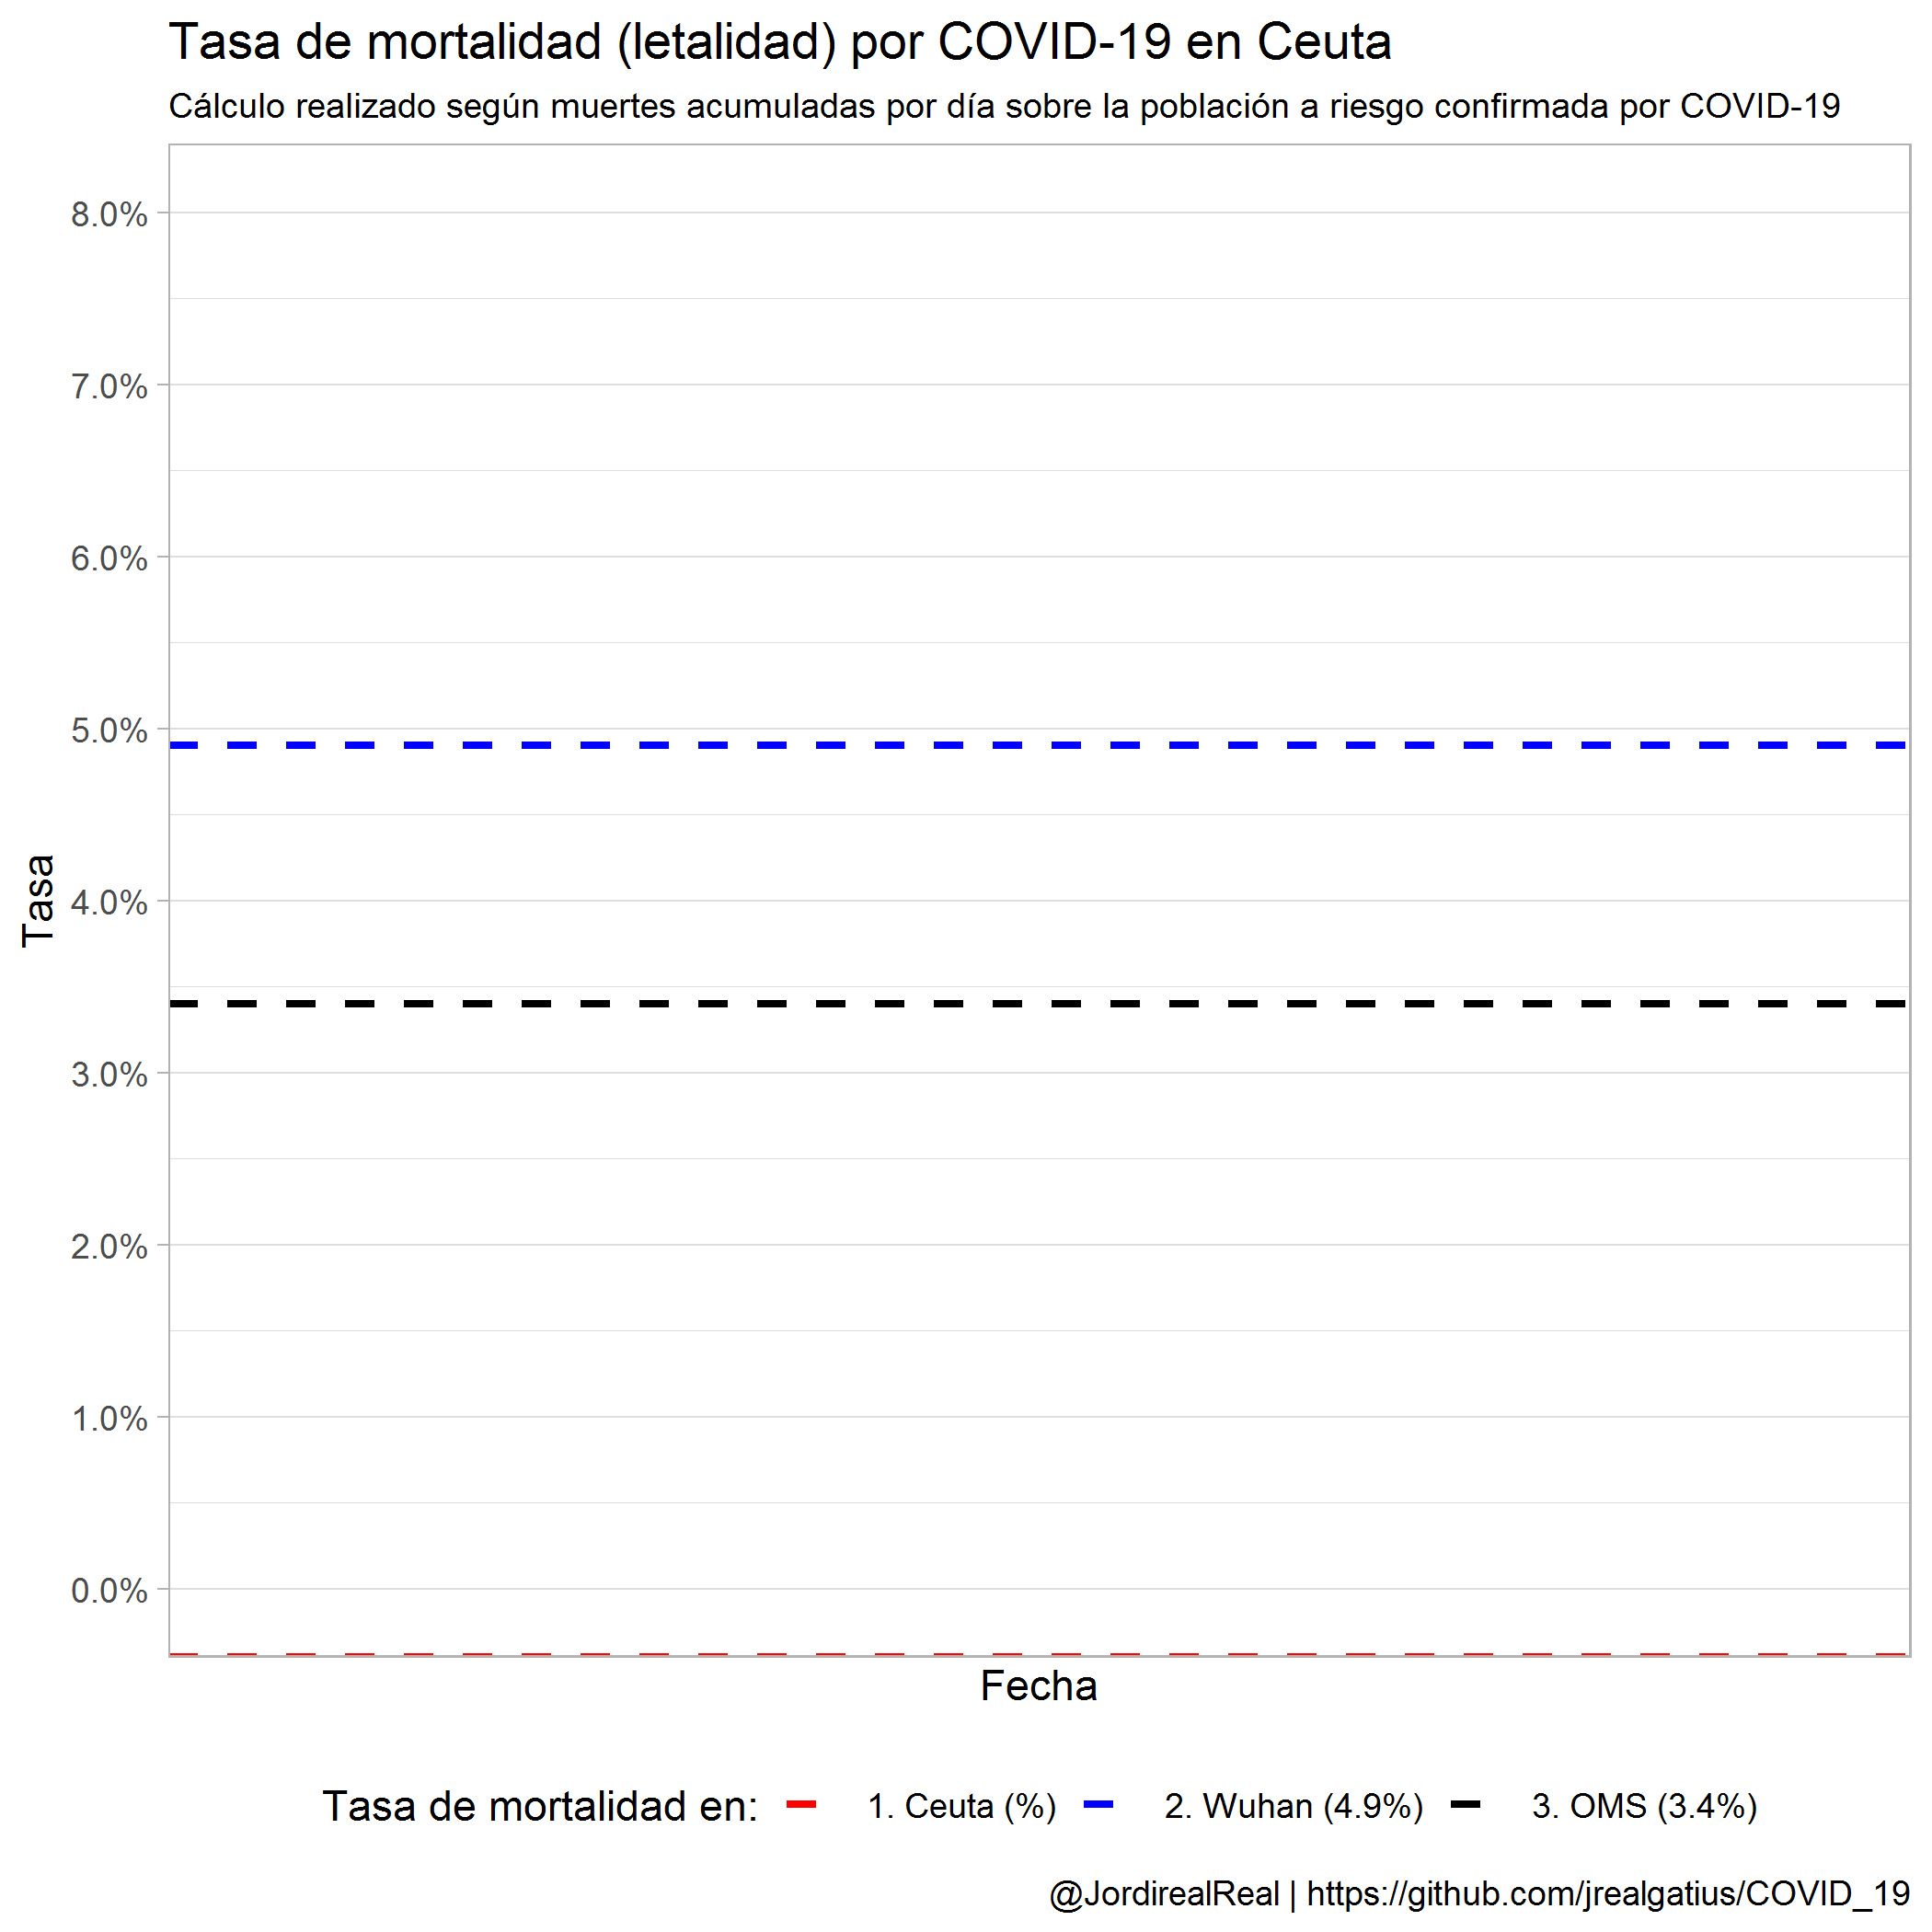 Tasa de mortalidad (letalidad) por COVID-19 en Ceuta
Cálculo realizado según muertes acumuladas por día sobre la población a riesgo confirmada por COVID-19
8.0%
7.0%
6.0%
5.0%
4.0%
3.0%
2.0%
1.0%
0.0%
Tasa
Fecha
Tasa de mortalidad en: 1. Ceuta (%) 2. Wuhan (4.9%) 3. OMS (3.4%)
@JordirealReal | https://github.com/jrealgatius/COVID_19